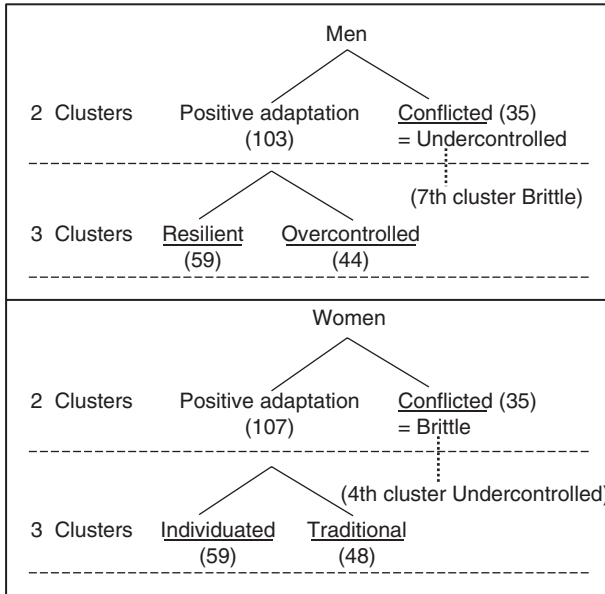 Men
2 Clusters Positive adaptation Conflicted (35)
(103) = Undercontrolled
(7th cluster Brittle)
3 Clusters Resilient Overcontrolled
(59) (44)
Women
2 Clusters Positive adaptation Conflicted (35)
(107) = Brittle
(4th cluster Undercontrolled)
3 Clusters Individuated Traditional
(59) (48)